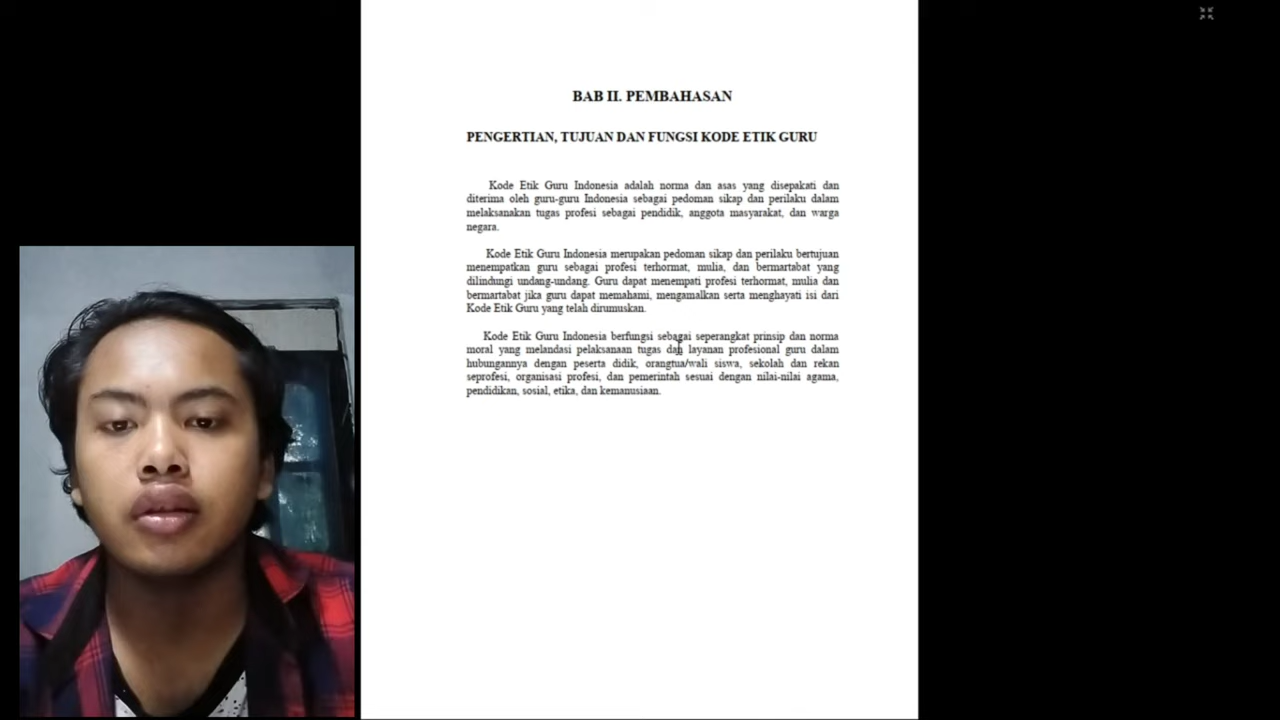 BAB II. PEMBAHASAN
PENGERTIAN, TUJUAN DAN FUNGSI KODE ETIK GURU
Kode Etik Guru Indonesia adalah norma dan asas yang disepakati dan
diterima oleh guru-guru Indonesia sebagai pedoman sikap dan perilaku dalam
melaksanakan tugas profesi sebagai pendidik, anggota masyarakat, dan warga
negara.
Kode Etik Guru Indonesia merupakan pedoman sikap dan perilaku bertujuan
menempatkan guru sebagai profesi terhormat, mulia, dan bermartabat yang
dilindungi undang-undang. Guru dapat menempati profesi terhormat, mulia dan
bermartabat jika guru dapat memahami, mengamalkan serta menghayati isi dari
Kode Etik Guru yang telah dirumuskan.
Kode Etik Guru Indonesia berfungsi sebagai seperangkat prinsip dan norma
moral yang melandasi pelaksanaan tugas dan layanan profesional guru dalam
hubungannya dengan peserta didik, orangtua/wali siswa, sekolah dan rekan
seprofesi, organisasi profesi, dan pemerintah sesuai dengan nilai-nilai agama,
pendidikan, sosial, etika, dan kemanusiaan.